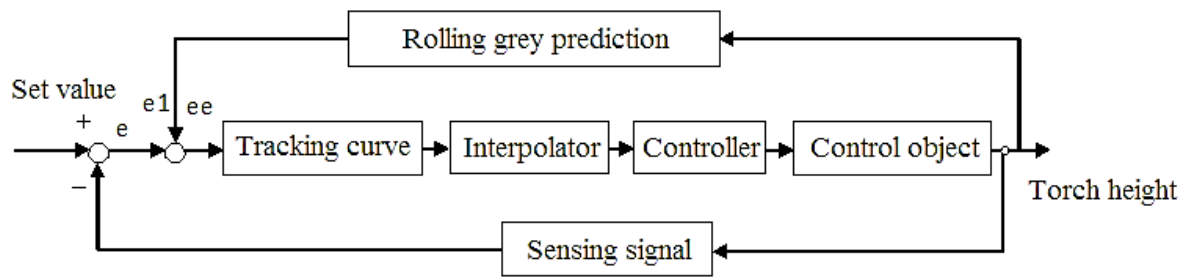 Rolling grey prediction
Set value
e1
ee
+
e
Tracking curve
Interpolator
Controller
Control object
−
Torch height
Sensing signal